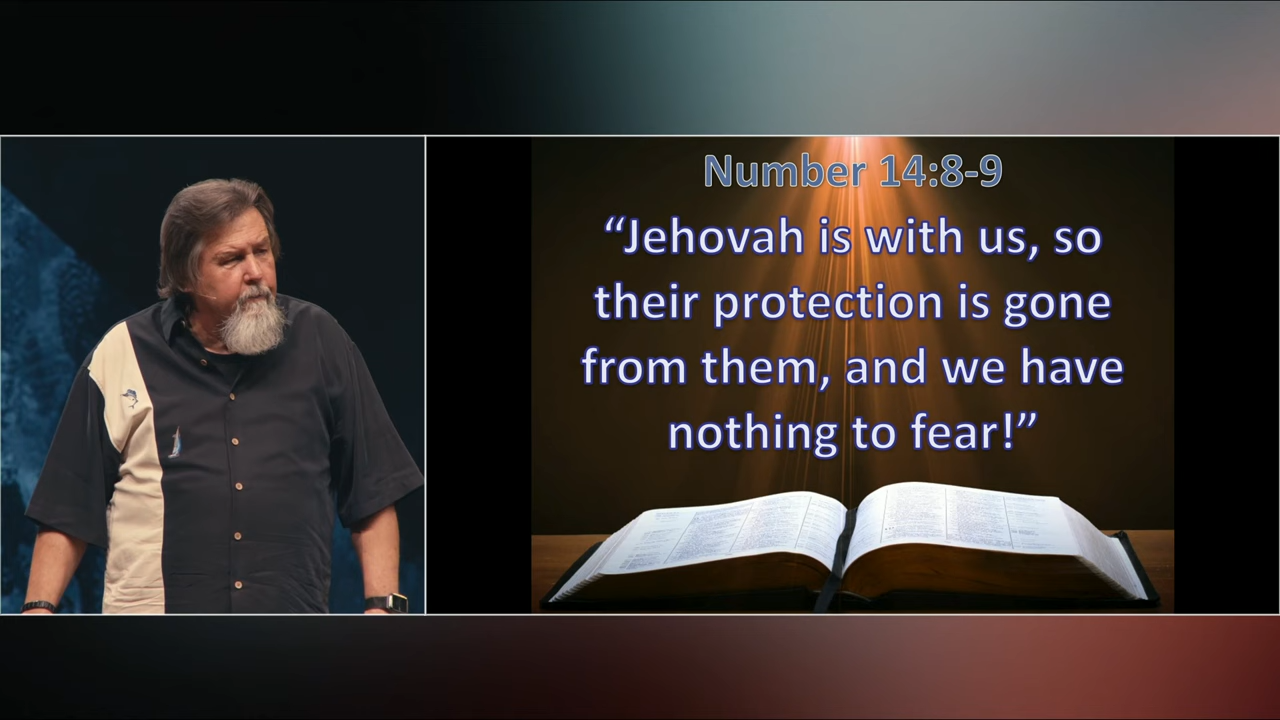 Number 14:8-9
“Jehovah is with us, so
their protection is gone
from them, and we have
nothing to fear!”